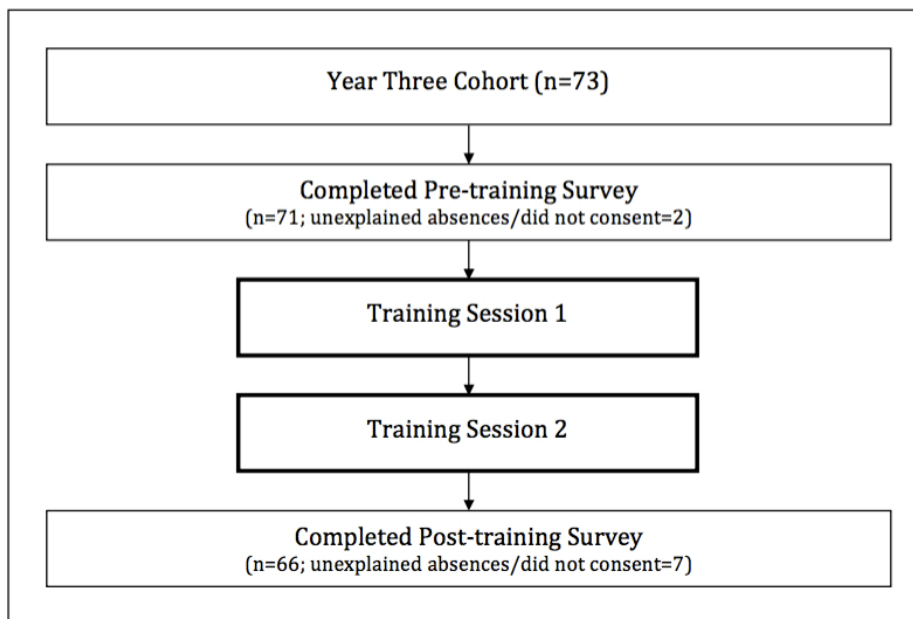 Year Three Cohort (n=73)
Completed Pre-training Survey
(n=71; unexplained absences/did not consent=2)
Training Session 1
Training Session 2
Completed Post-training Survey
(n=66; unexplained absences/did not consent=7)